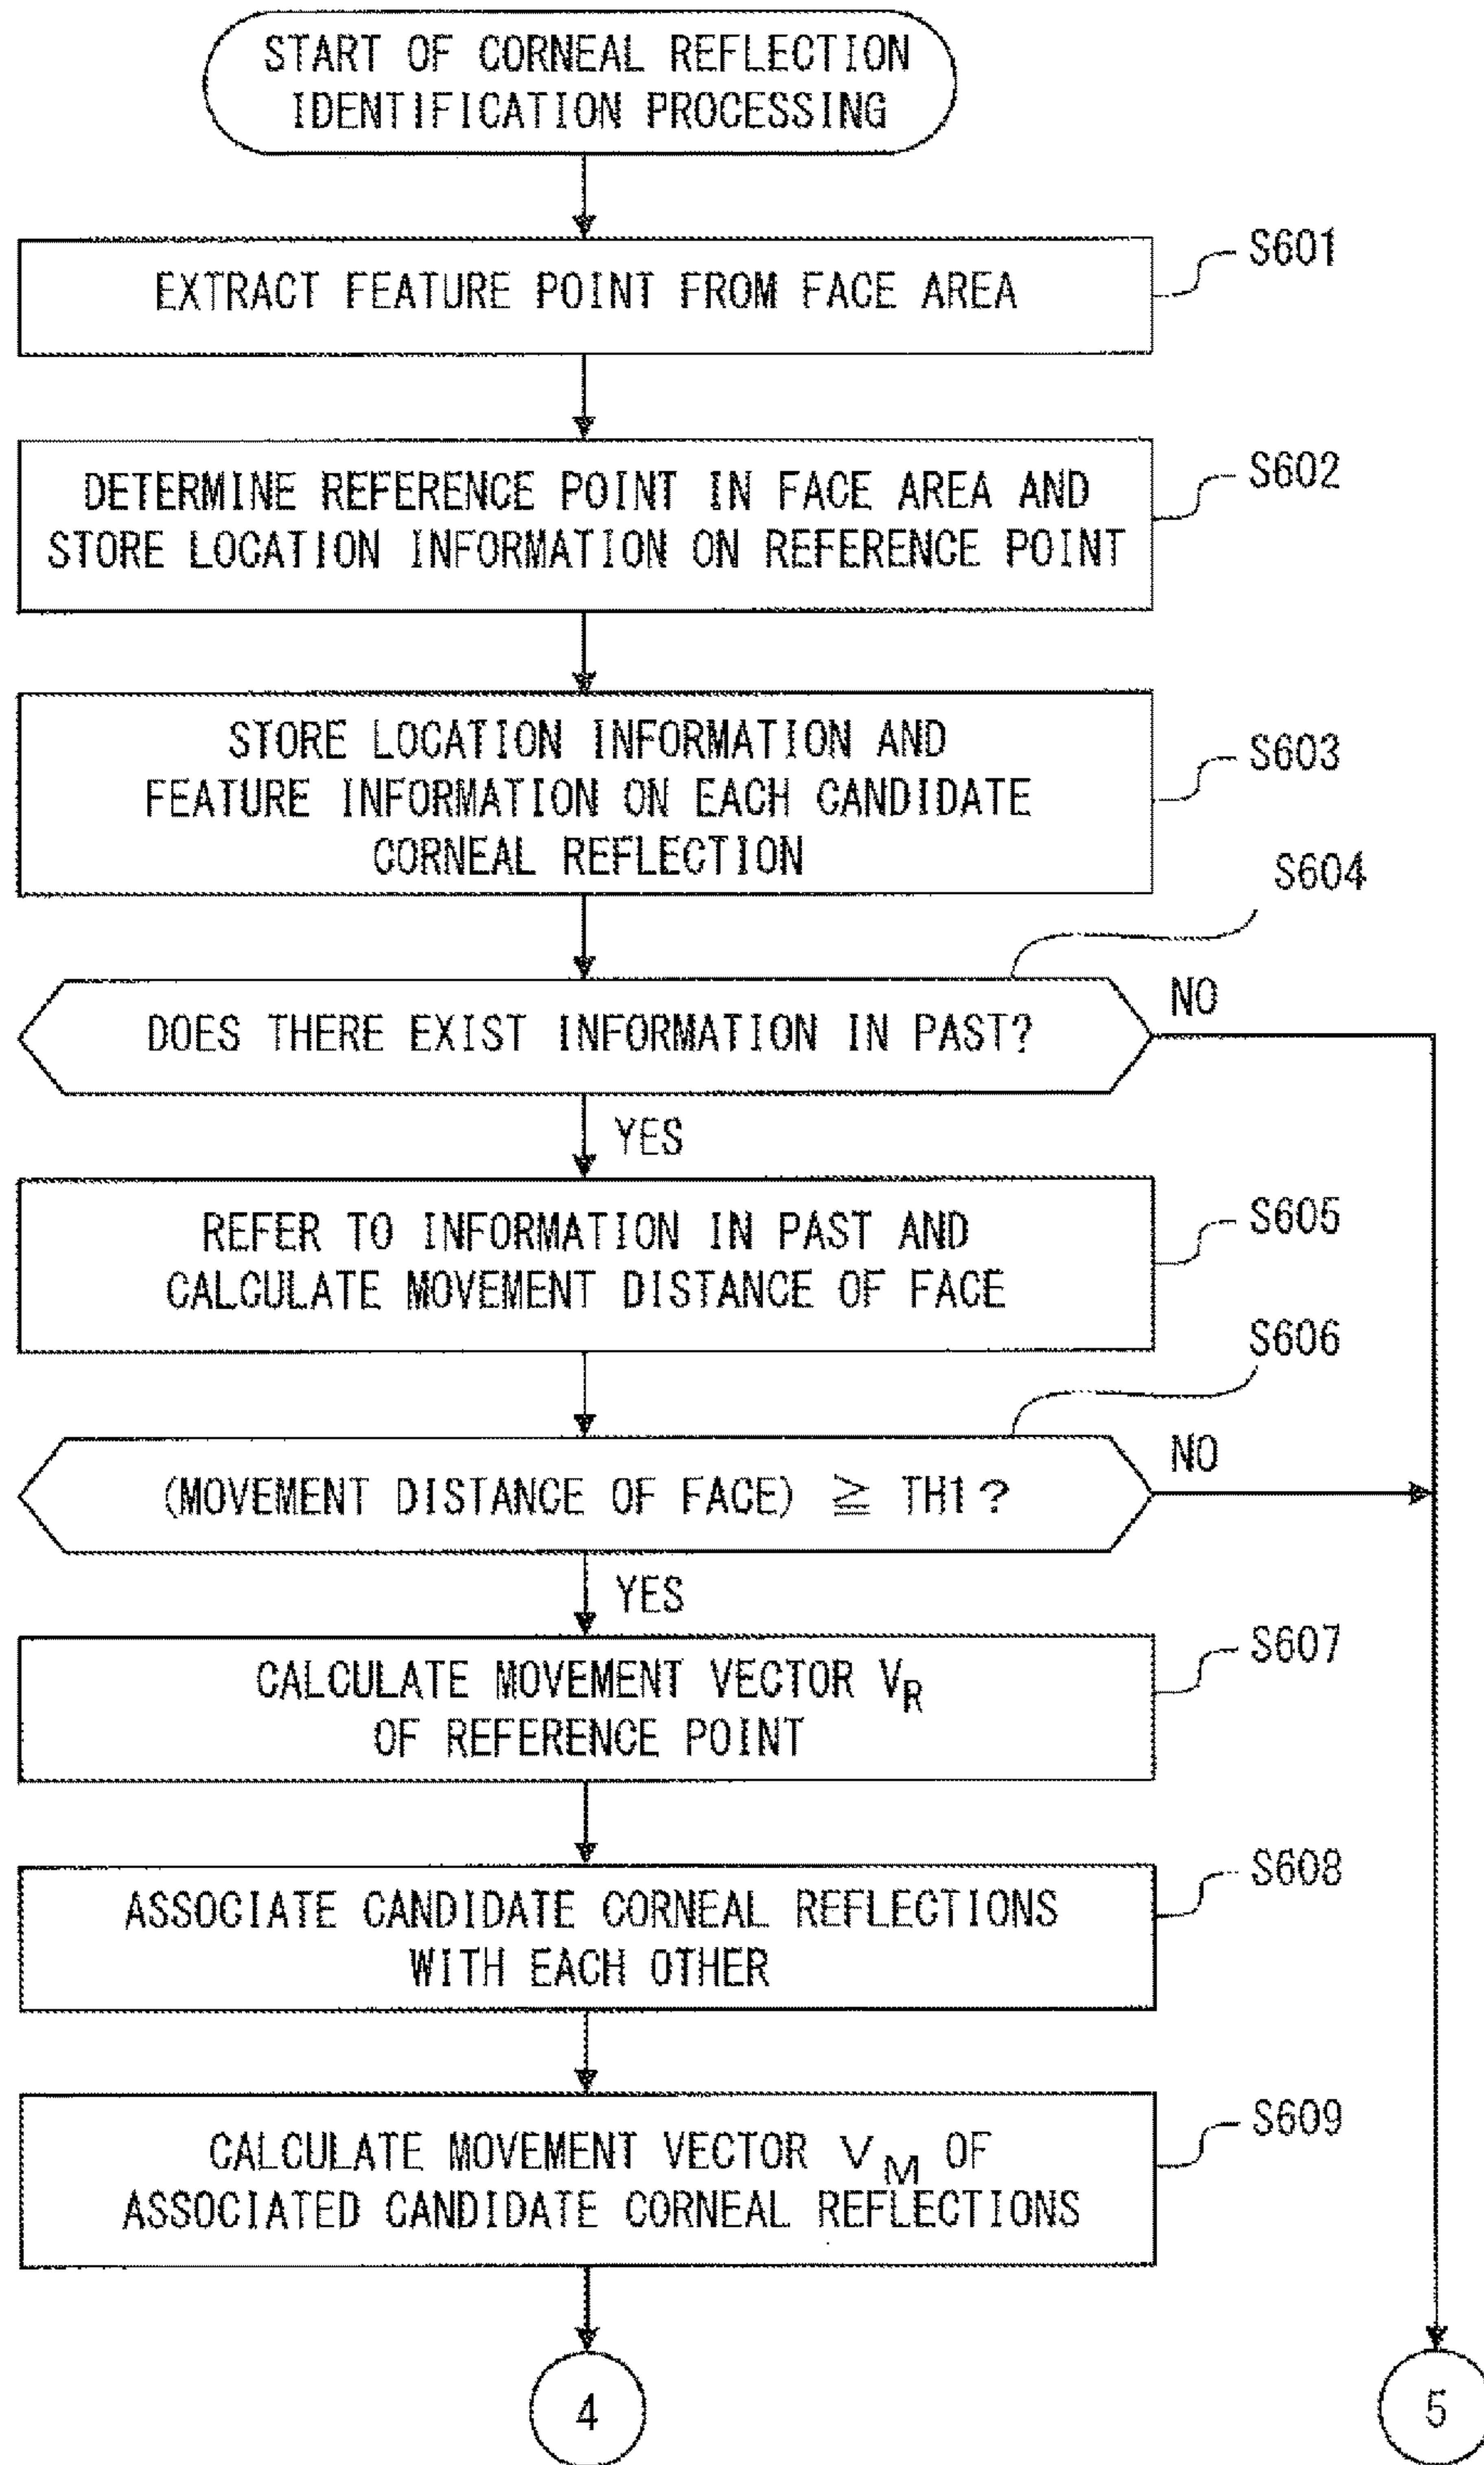 START OF CORNEAL REFLECTION
IDENTIFICATION PROCESSING
EXTRACT FEATURE POINT FROM FACE AREA
S601
DETERMINE REFERENCE POINT IN FACE AREA AND
STORE LOCATION INFORMATION ON REFERENCE POINT
S602
STORE LOCATION INFORMATION AND
FEATURE INFORMATION ON EACH CANDIDATE
CORNEAL REFLECTION
S603
S604
DOES THERE EXIST INFORMATION IN PAST?
NO
YES
REFER TO INFORMATION IN PAST AND
CALCULATE MOVEMENT DISTANCE OF FACE
S605
S606
(MOVEMENT DISTANCE OF FACE) ≧ TH1?
NO
YES
CALCULATE MOVEMENT VECTOR VR
OF REFERENCE POINT
S607
ASSOCIATE CANDIDATE CORNEAL REFLECTIONS
WITH EACH OTHER
S608
CALCULATE MOVEMENT VECTOR VM OF
ASSOCIATED CANDIDATE CORNEAL REFLECTIONS
S609
4
5